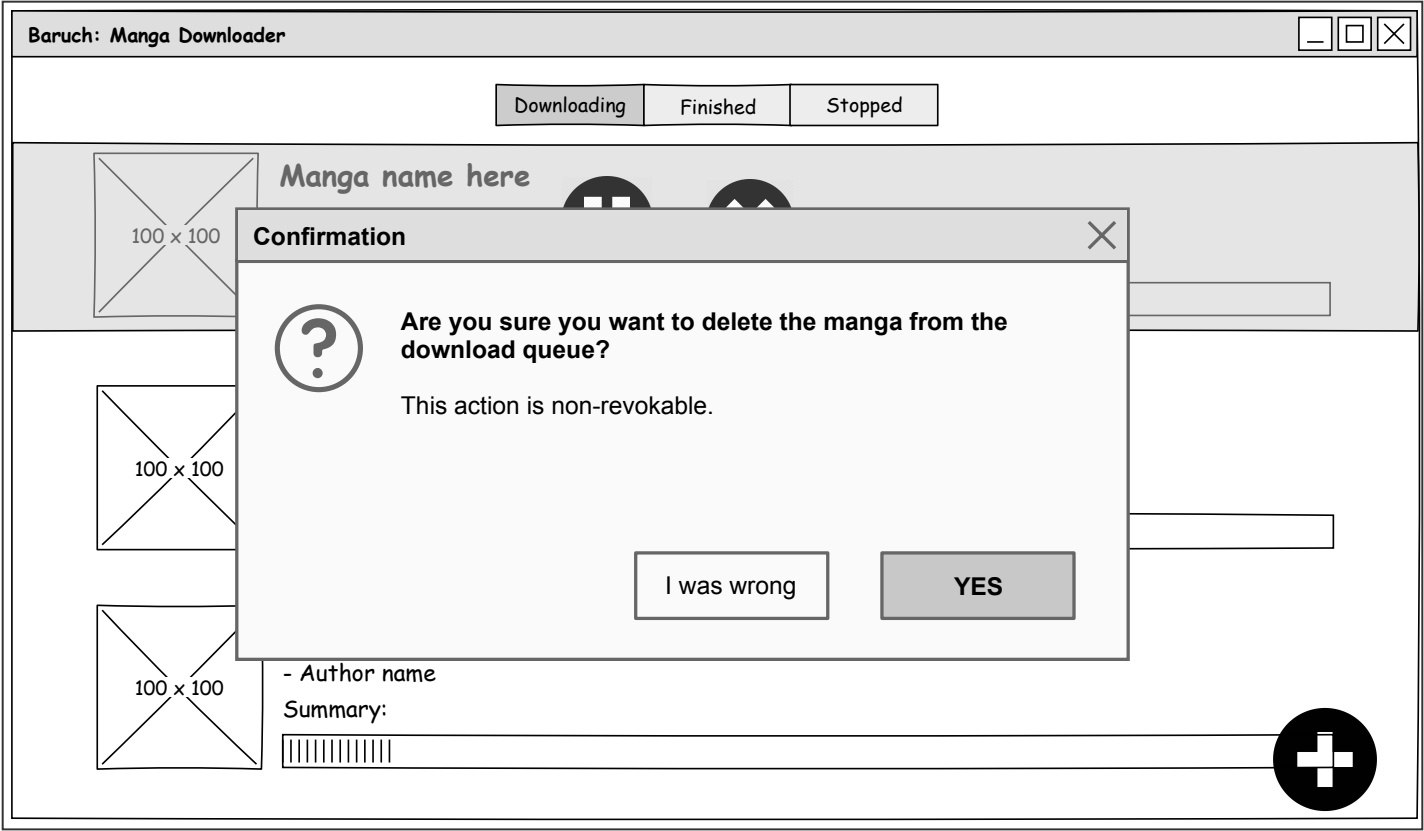 Baruch: Manga Downloader
Downloading
Finished
Stopped
Manga name here
100 x 100
Confirmation
Are you sure you want to delete the manga from the
download queue?
This action is non-revokable.
100 x 100
I was wrong
YES
- Author name
100 x 100
Summary: